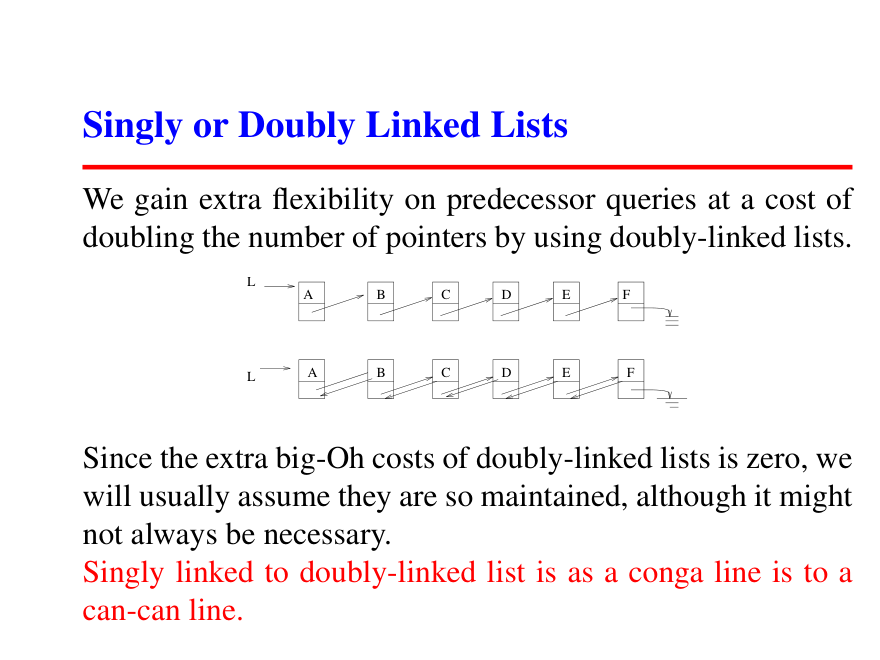 Singly or Doubly Linked Lists
We gain extra flexibility on predecessor queries at a cost of
doubling the number of pointers by using doubly-linked lists.
L A B C D E F
L A B C D E F
Since the extra big-Oh costs of doubly-linked lists is zero, we
will usually assume they are so maintained, although it might
not always be necessary.
Singly linked to doubly-linked list is as a conga line is to a
can-can line.